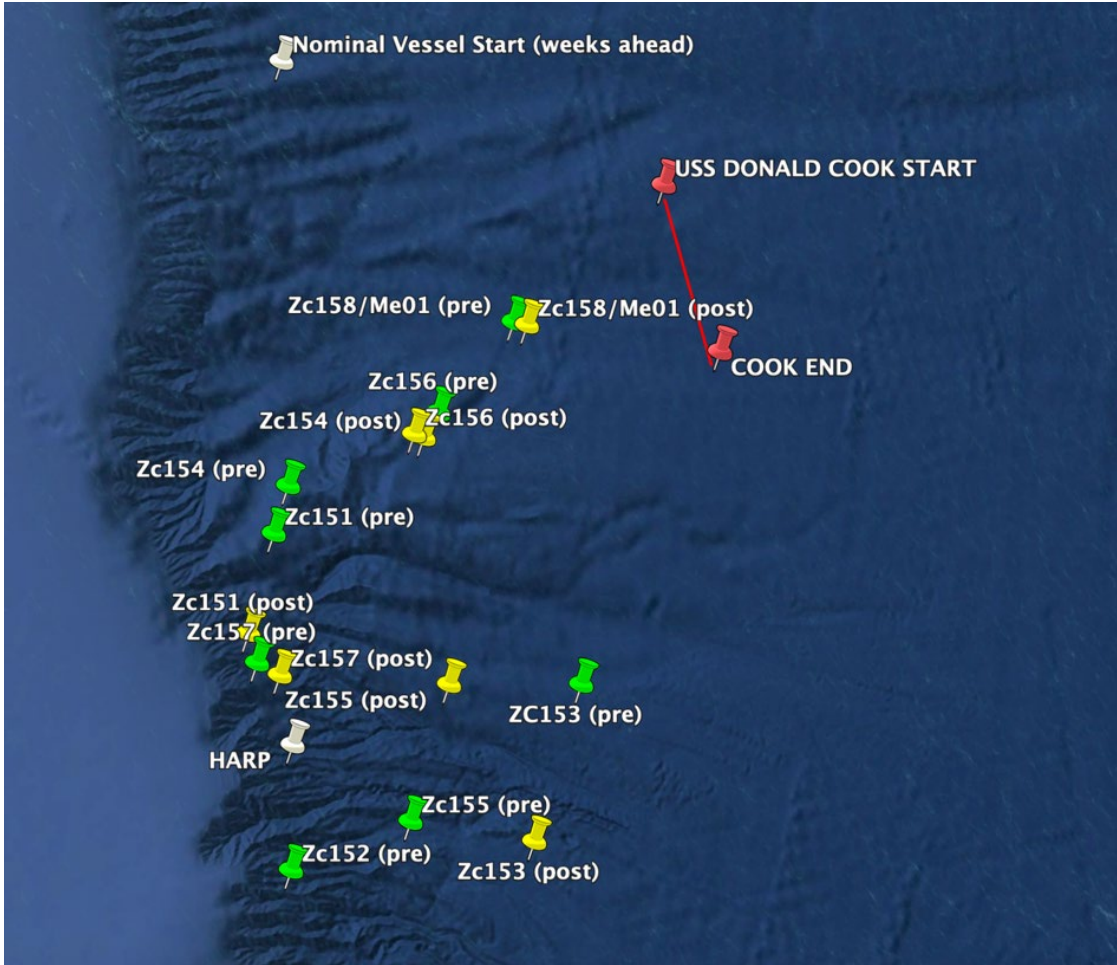 Nominal Vessel Start (weeks ahead)
USS DONALD COOK START
Zc158/Me01 (pre)
Zc158/Me01 (post)
COOK END
Zc156 (pre)
Zc154 (post)
Zc156 (post)
Zc154 (pre)
Zc151 (pre)
Zc151 (post)
Zc157 (pre)
Zc157 (post)
Zc155 (post)
ZC153 (pre)
HARP
Zc155 (pre)
Zc152 (pre)
Zc153 (post)